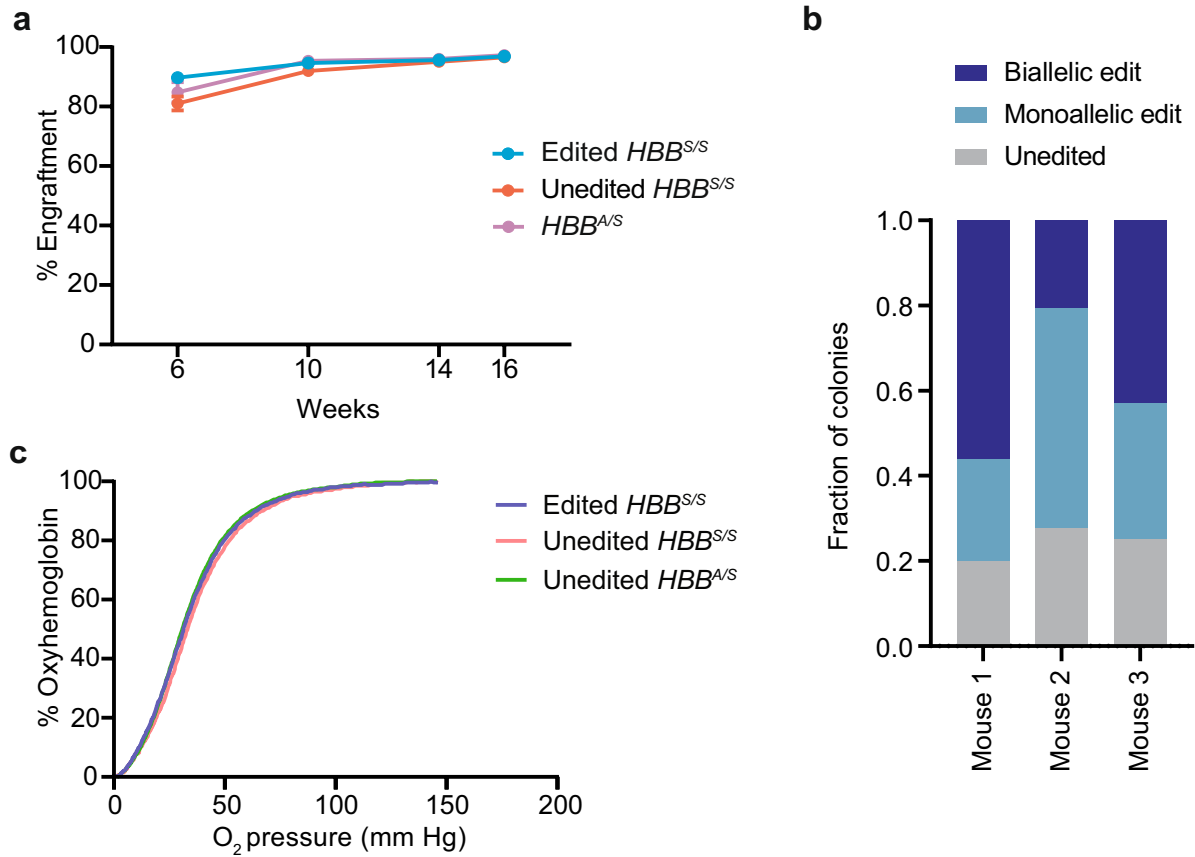 a
100
80
60
40
20
0
% Engraftment
6 10 14 16
Weeks
Edited HBB^S/S
Unedited HBB^S/S
HBB^A/S
b
Biallelic edit
Monoallelic edit
Unedited
1.0
0.8
0.6
0.4
0.2
0.0
Fraction of colonies
Mouse 1
Mouse 2
Mouse 3
c
100
80
60
40
20
0
% Oxyhemoglobin
0 50 100 150 200
O₂ pressure (mm Hg)
Edited HBB^S/S
Unedited HBB^S/S
Unedited HBB^A/S